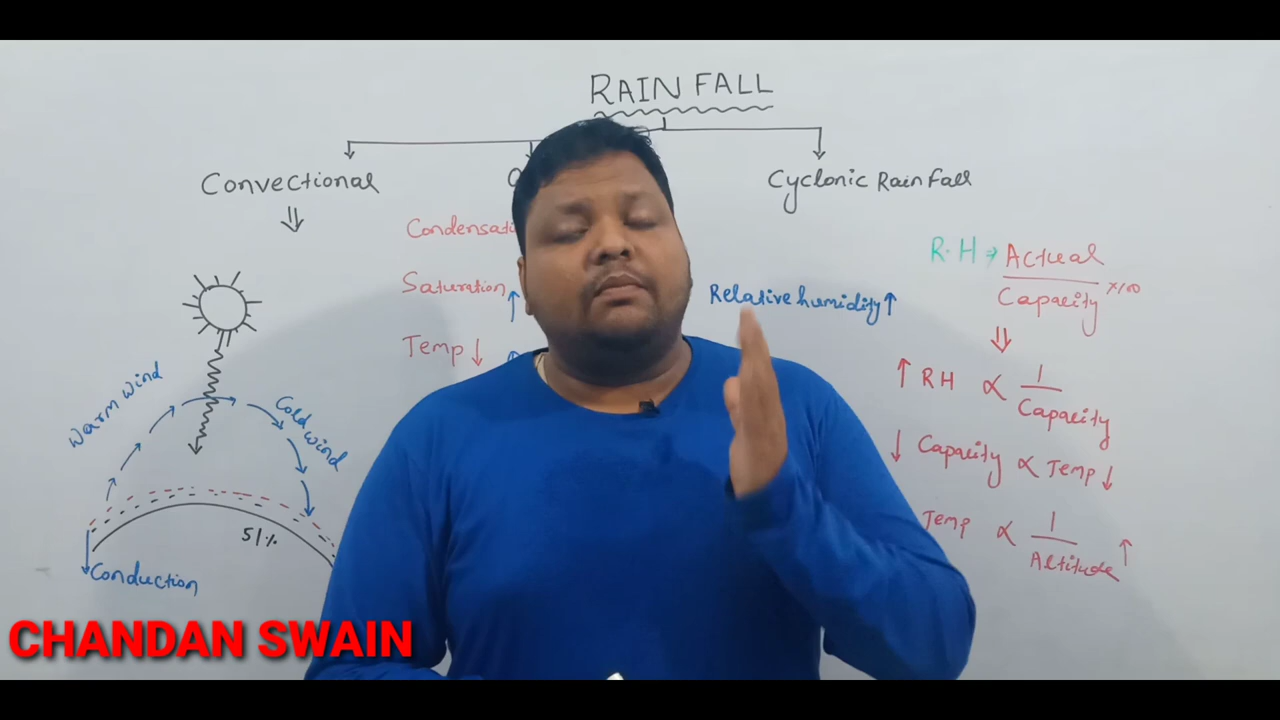 RAIN FALL
Convectional
Cyclonic Rain Fall
Condensati
R.H → Actual
Capacity ×100
Saturation ↑
Relative humidity ↑
Temp ↓
↑ RH ∝ 1
Capacity
Warm wind
Cold wind
↓ Capacity ∝ Temp ↓
51%
Temp ∝ 1
Altitude ↑
Conduction
CHANDAN SWAIN